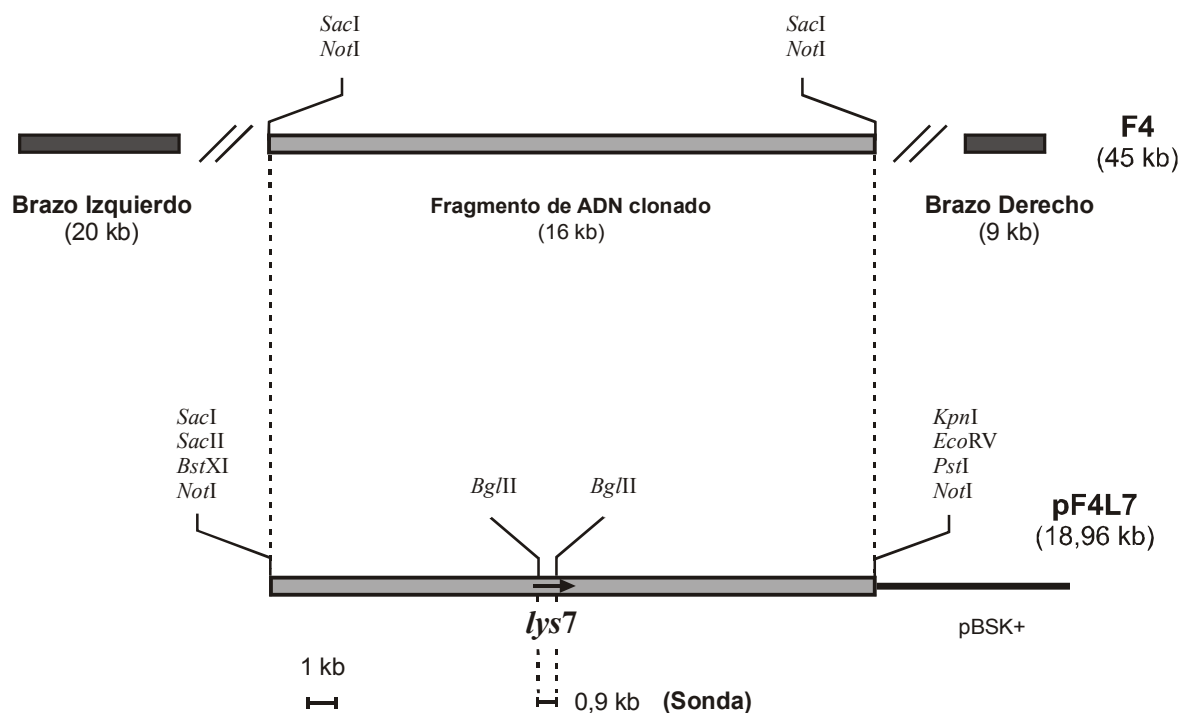 SacI
NotI
SacI
NotI
F4
(45 kb)
Brazo Izquierdo
(20 kb)
Fragmento de ADN clonado
(16 kb)
Brazo Derecho
(9 kb)
SacI
SacII
BstXI
NotI
BglII
BglII
KpnI
EcoRV
PstI
NotI
pF4L7
(18,96 kb)
lys7
pBSK+
1 kb
0,9 kb (Sonda)